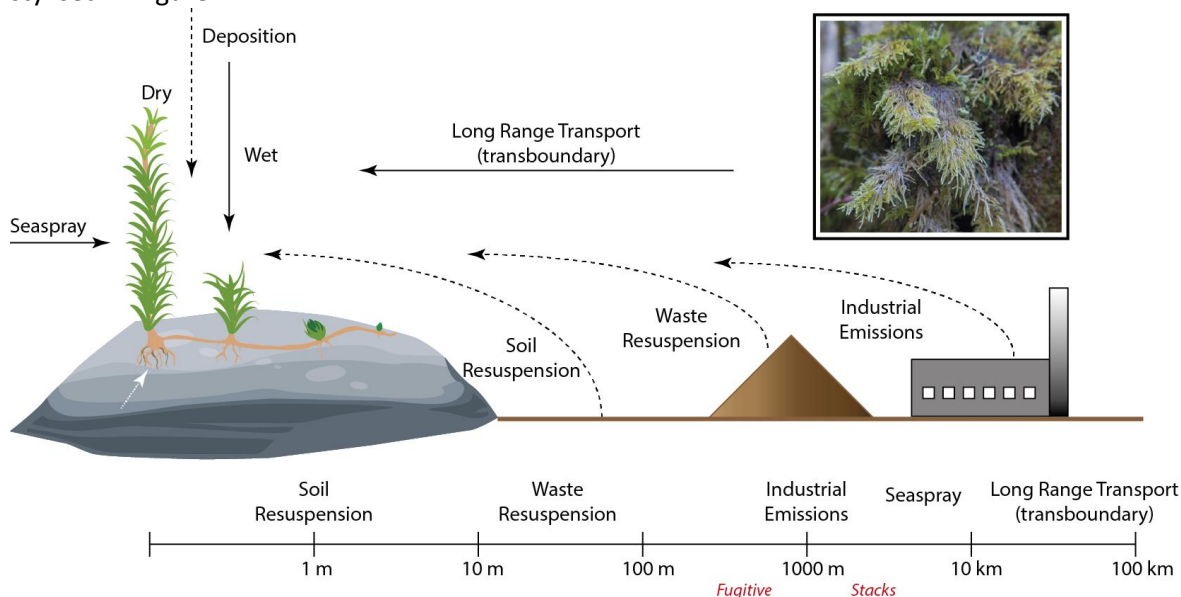 Deposition
Dry
Wet
Long Range Transport
(transboundary)
Seaspray
Soil
Resuspension
Waste
Resuspension
Industrial
Emissions
Soil
Resuspension
Waste
Resuspension
Industrial
Emissions
Seaspray
Long Range Transport
(transboundary)
1 m
10 m
100 m
1000 m
10 km
100 km
Fugitive
Stacks